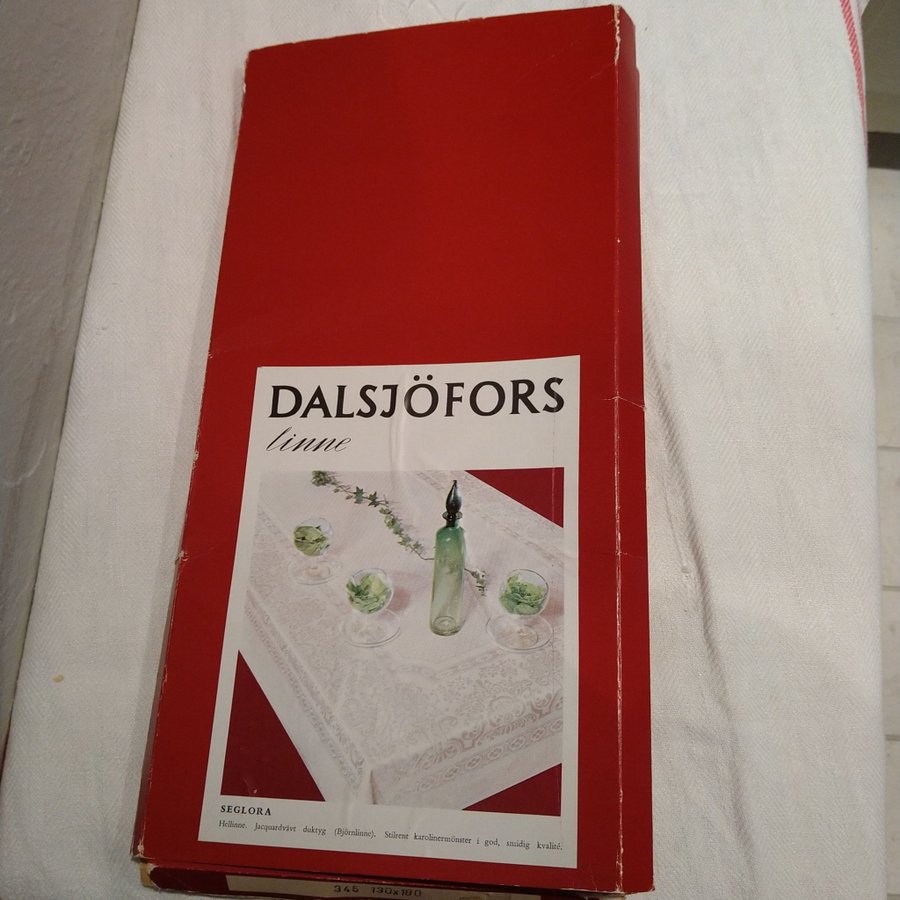 DALSJÖFORS
linne
SEGLORA
Hellinne. Jacquardvävt duktyg (Björnlinne). Stilrent karolinermönster i god, smidig kvalité.
345 130x180